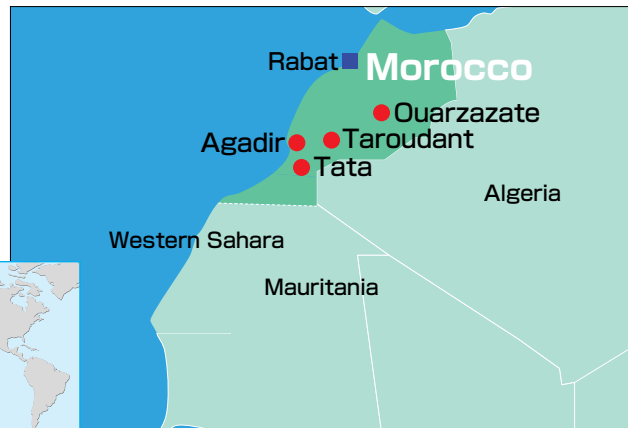 Rabat
Morocco
Ouarzazate
Agadir
Taroudant
Tata
Algeria
Western Sahara
Mauritania